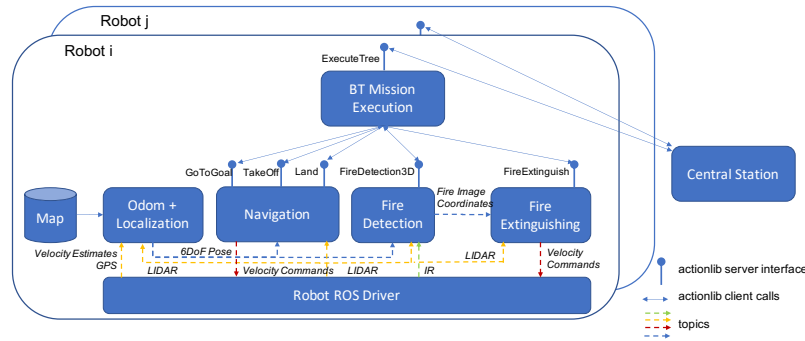 Robot j
Robot i
ExecuteTree
BT Mission
Execution
GoToGoal
TakeOff
Land
FireDetection3D
FireExtinguish
Central Station
Map
Odom +
Localization
Navigation
Fire
Detection
Fire Image
Coordinates
Fire
Extinguishing
Velocity Estimates
GPS
6DoF Pose
LIDAR
Velocity Commands
LIDAR
IR
LIDAR
Velocity
Commands
Robot ROS Driver
actionlib server interface
actionlib client calls
topics